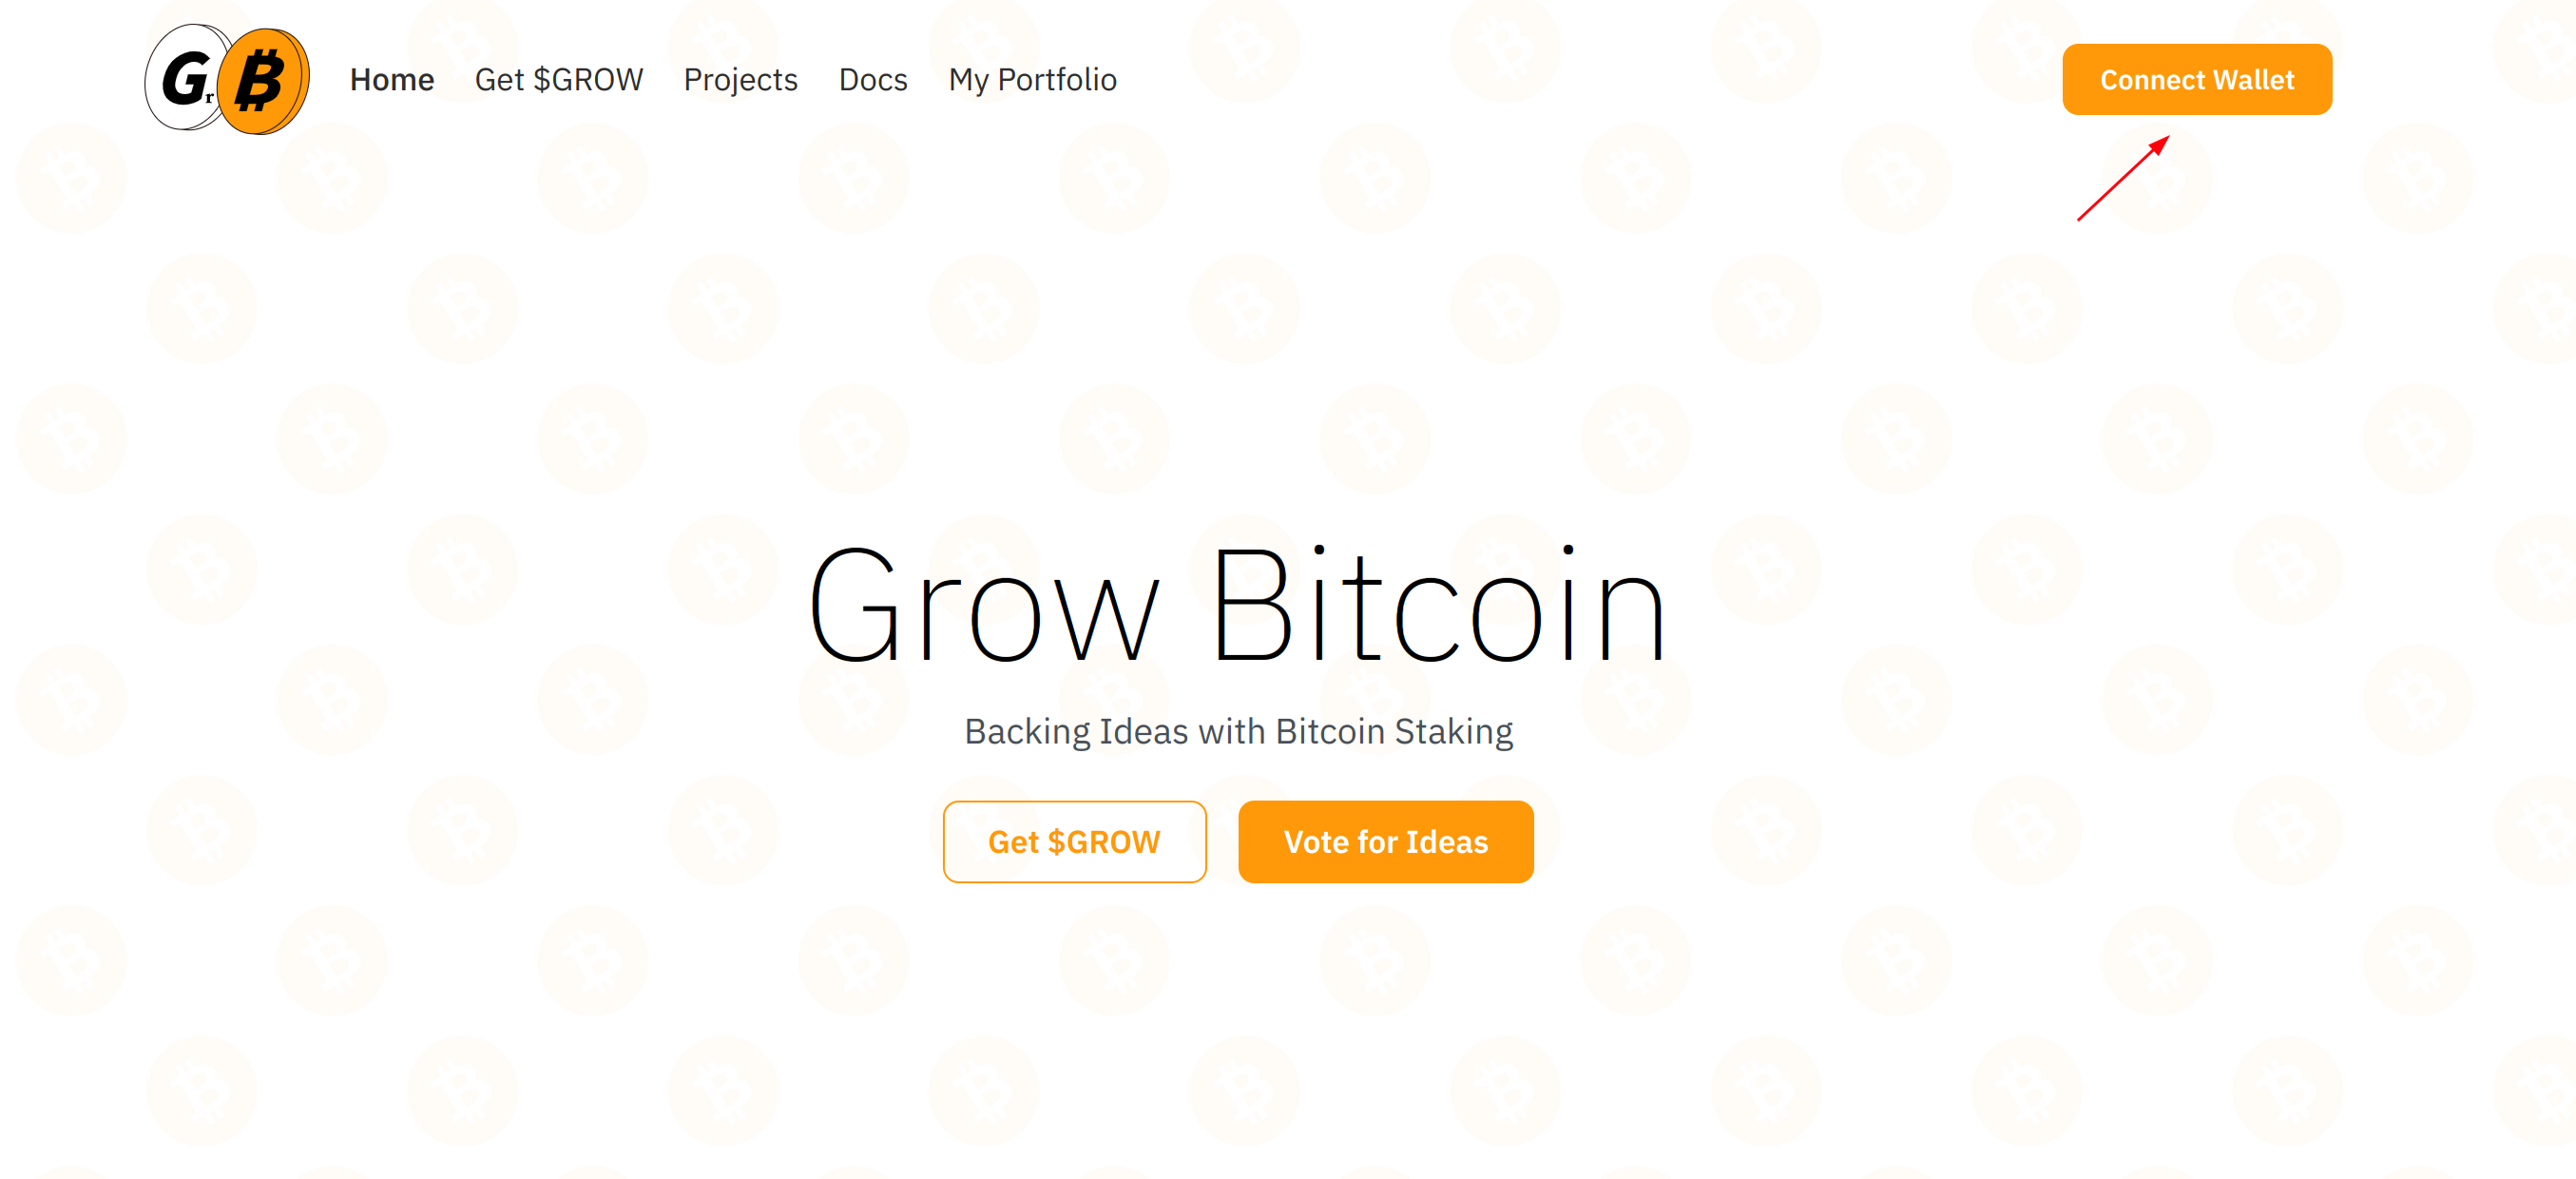 Gr ₿
Home Get $GROW Projects Docs My Portfolio Connect Wallet
Grow Bitcoin
Backing Ideas with Bitcoin Staking
Get $GROW Vote for Ideas